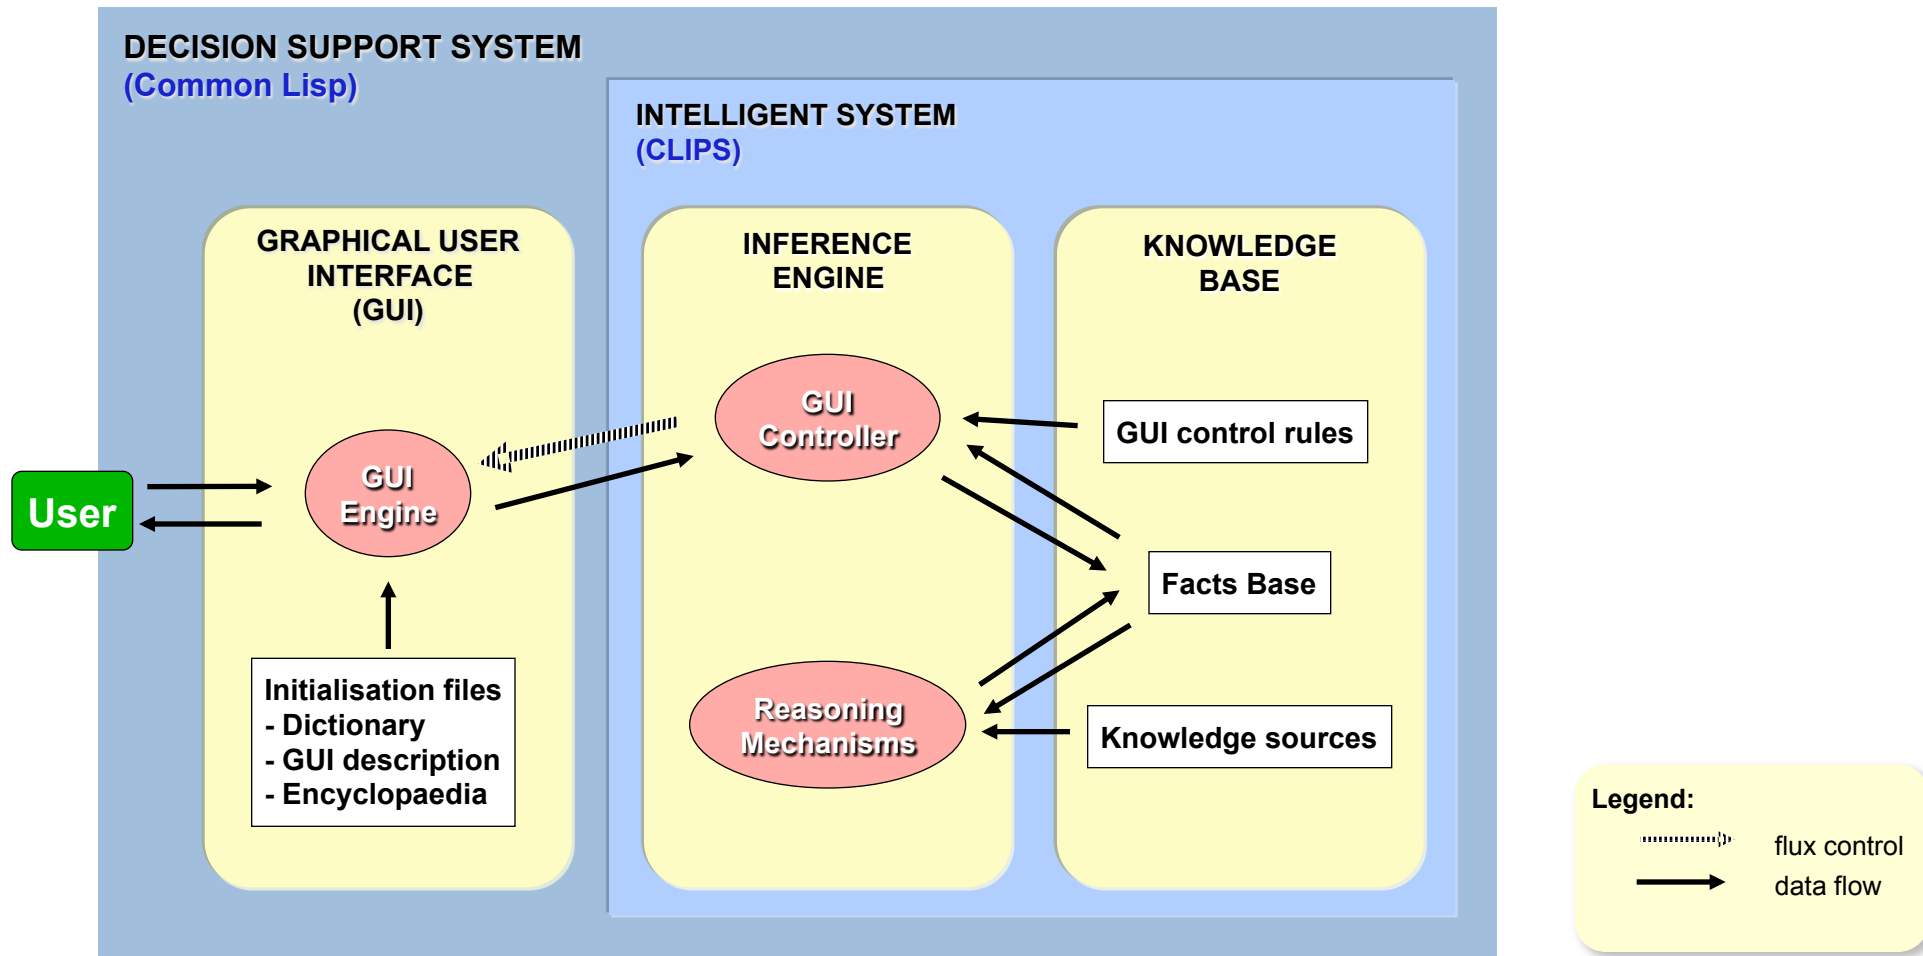 DECISION SUPPORT SYSTEM
(Common Lisp)
INTELLIGENT SYSTEM
(CLIPS)
GRAPHICAL USER
INTERFACE
(GUI)
INFERENCE
ENGINE
KNOWLEDGE
BASE
GUI
Controller
GUI control rules
User
GUI
Engine
Facts Base
Initialisation files
- Dictionary
- GUI description
- Encyclopaedia
Reasoning
Mechanisms
Knowledge sources
Legend:
flux control
data flow